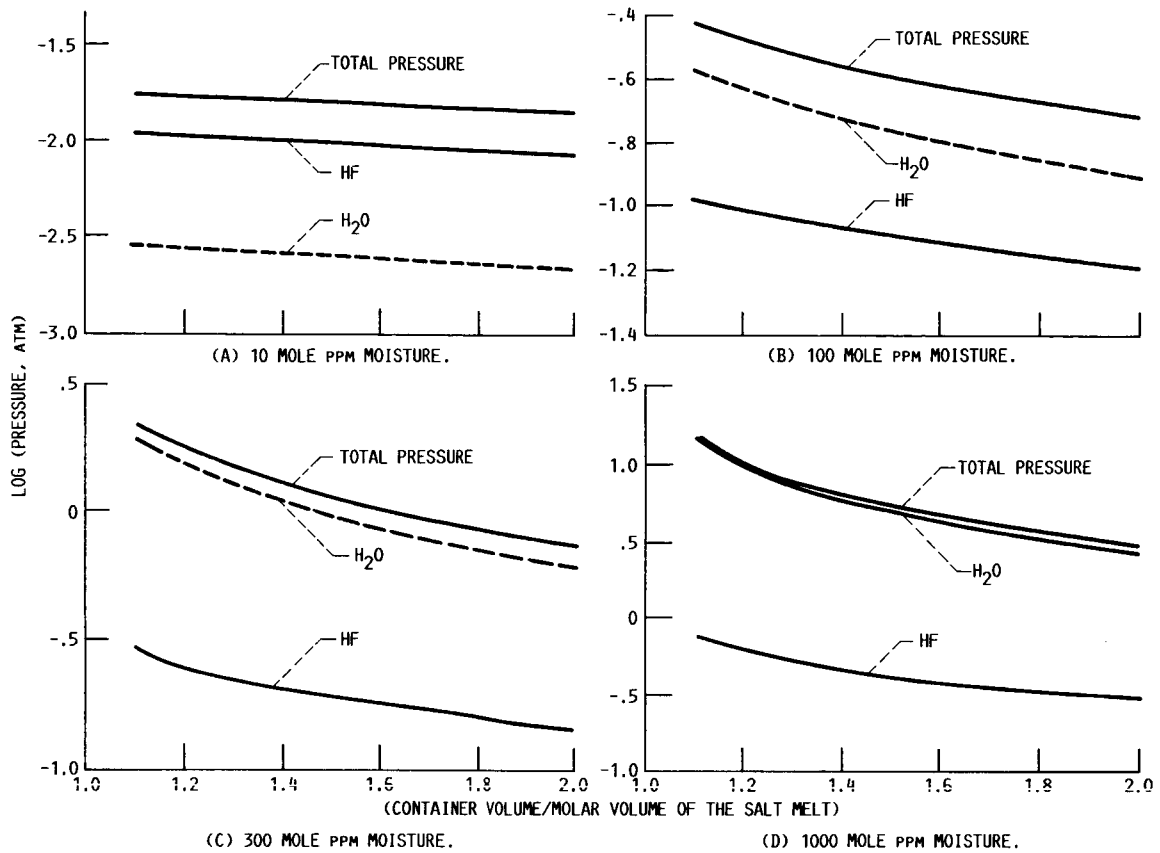 -1.5
TOTAL PRESSURE
-2.0
HF
H2O
-2.5
-3.0
(A) 10 MOLE PPM MOISTURE.
-.4
TOTAL PRESSURE
-.6
-.8
H2O
-1.0
HF
-1.2
-1.4
(B) 100 MOLE PPM MOISTURE.
LOG (PRESSURE, ATM)
.5
TOTAL PRESSURE
0
H2O
-.5
HF
-1.0
1.0 1.2 1.4 1.6 1.8 2.0
1.5
1.0
TOTAL PRESSURE
.5
H2O
0
HF
-.5
-1.0
1.0 1.2 1.4 1.6 1.8 2.0
(CONTAINER VOLUME/MOLAR VOLUME OF THE SALT MELT)
(C) 300 MOLE PPM MOISTURE.
(D) 1000 MOLE PPM MOISTURE.